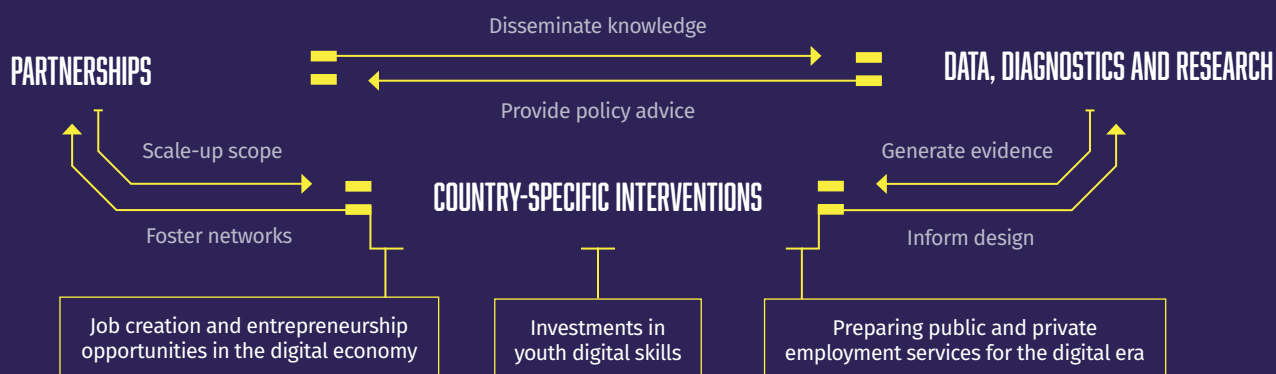 Disseminate knowledge
PARTNERSHIPS
DATA, DIAGNOSTICS AND RESEARCH
Provide policy advice
Scale-up scope
Generate evidence
COUNTRY-SPECIFIC INTERVENTIONS
Foster networks
Inform design
Job creation and entrepreneurship
opportunities in the digital economy
Investments in
youth digital skills
Preparing public and private
employment services for the digital era